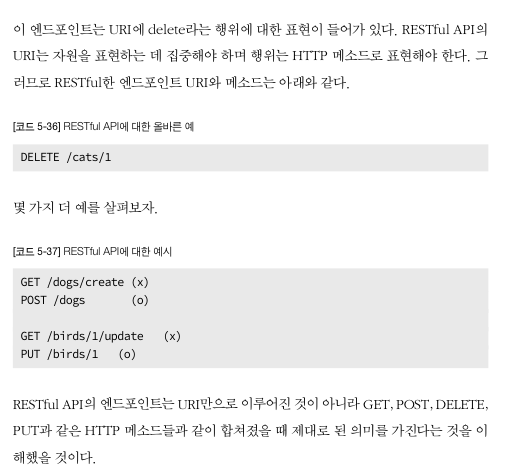 이 엔드포인트는 URI에 delete라는 행위에 대한 표현이 들어가 있다. RESTful API의
URI는 자원을 표현하는 데 집중해야 하며 행위는 HTTP 메소드로 표현해야 한다. 그
러므로 RESTful한 엔드포인트 URI와 메소드는 아래와 같다.
[코드 5-36] RESTful API에 대한 올바른 예
DELETE /cats/1
몇 가지 더 예를 살펴보자.
[코드 5-37] RESTful API에 대한 예시
GET /dogs/create (x)
POST /dogs (o)
GET /birds/1/update (x)
PUT /birds/1 (o)
RESTful API의 엔드포인트는 URI만으로 이루어진 것이 아니라 GET, POST, DELETE,
PUT과 같은 HTTP 메소드들과 같이 합쳐졌을 때 제대로 된 의미를 가진다는 것을 이
해했을 것이다.